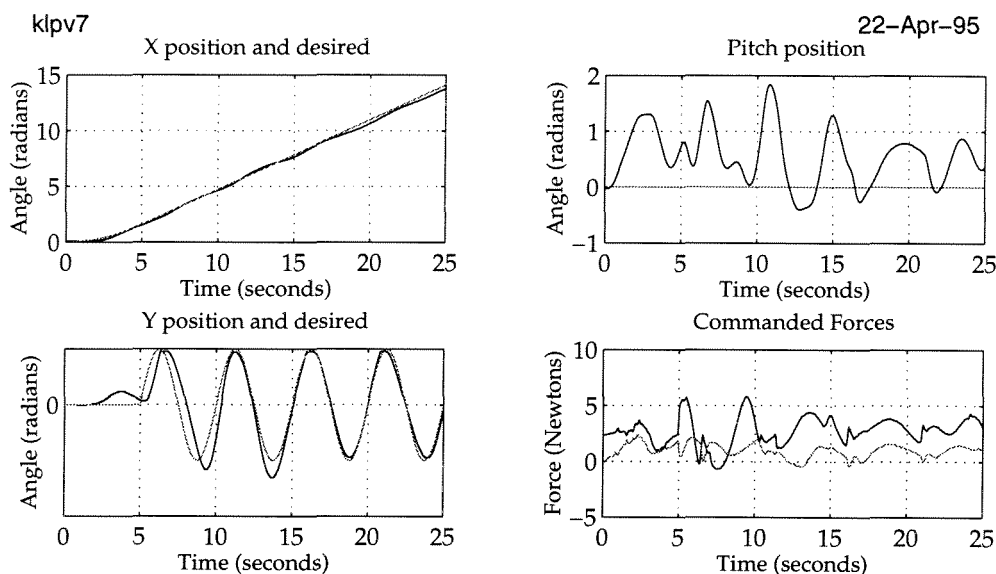 klpv7
22–Apr–95
X position and desired
Angle (radians)
15
10
5
0
0 5 10 15 20 25
Time (seconds)
Pitch position
Angle (radians)
2
1
0
−1
0 5 10 15 20 25
Time (seconds)
Y position and desired
Angle (radians)
0
0 5 10 15 20 25
Time (seconds)
Commanded Forces
Force (Newtons)
10
5
0
−5
0 5 10 15 20 25
Time (seconds)